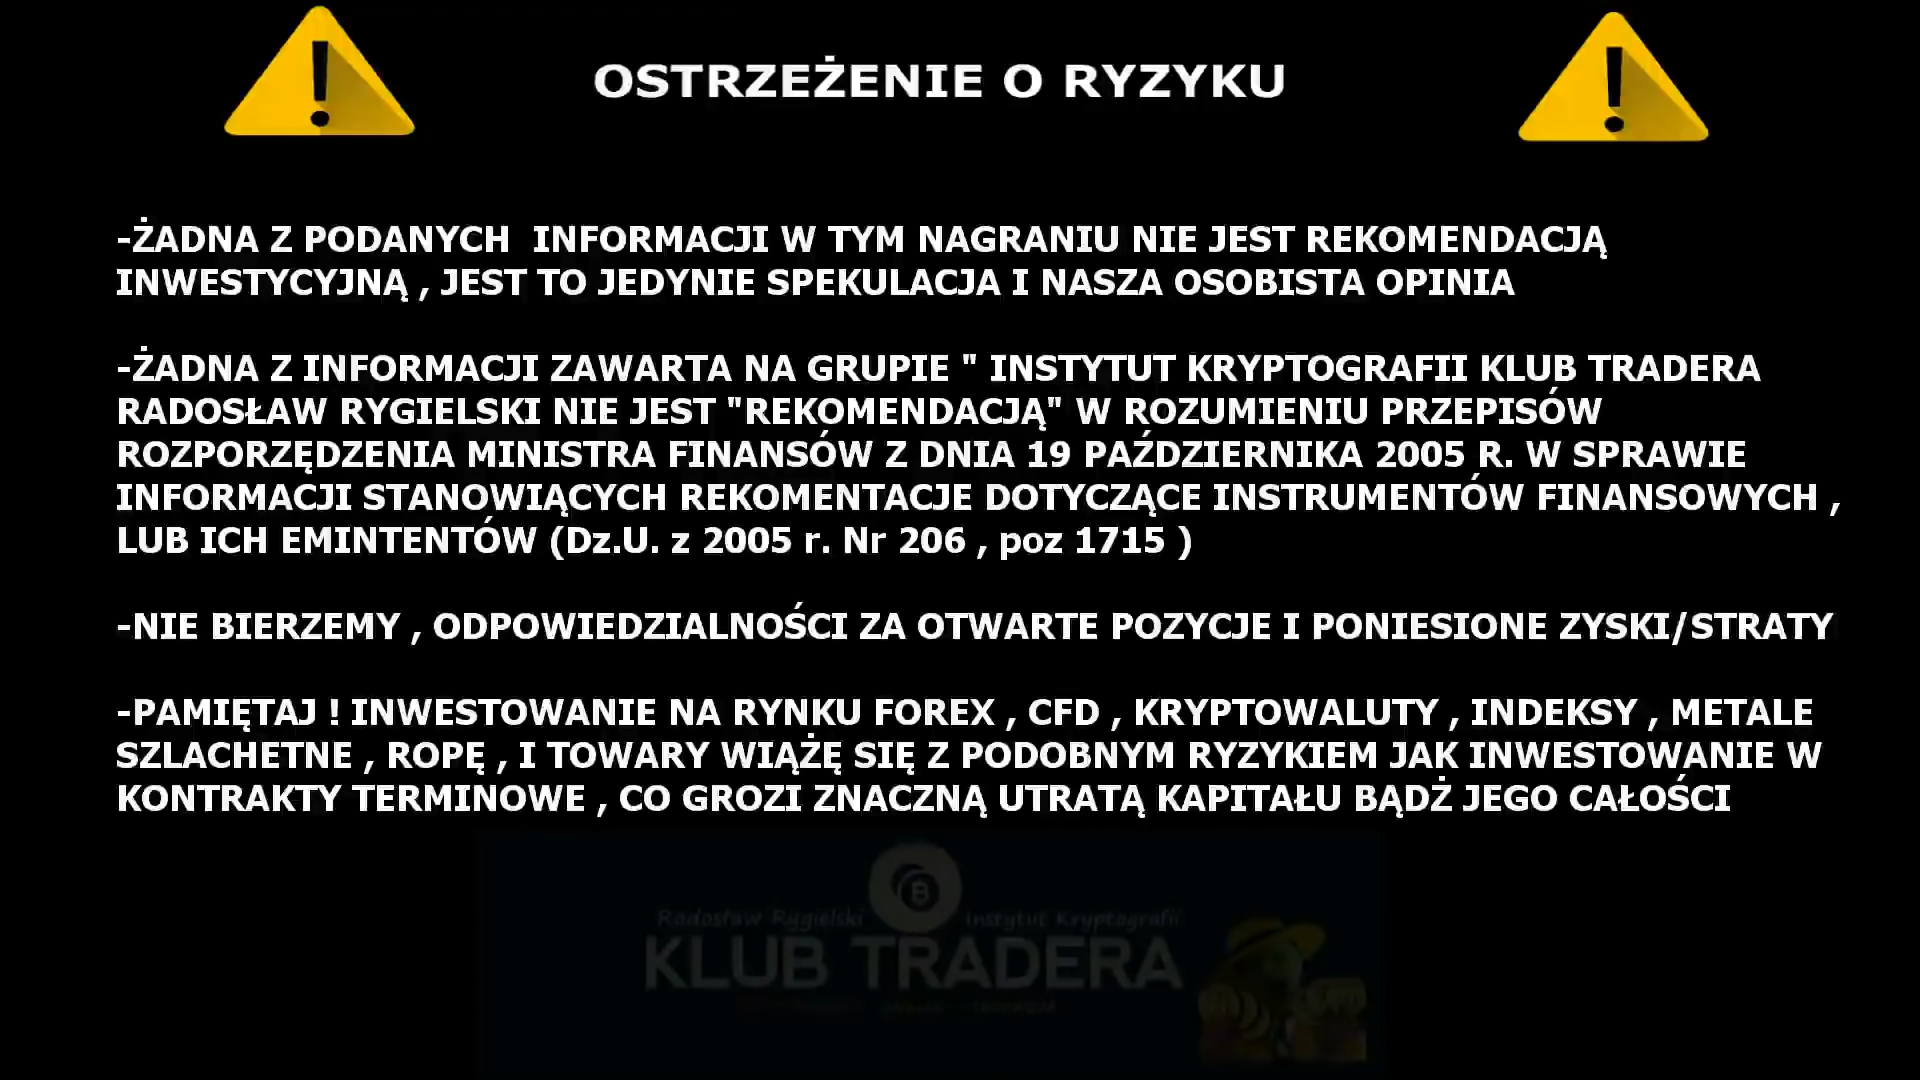 OSTRZEŻENIE O RYZYKU
-ŻADNA Z PODANYCH  INFORMACJI W TYM NAGRANIU NIE JEST REKOMENDACJĄ
INWESTYCYJNĄ , JEST TO JEDYNIE SPEKULACJA I NASZA OSOBISTA OPINIA
-ŻADNA Z INFORMACJI ZAWARTA NA GRUPIE " INSTYTUT KRYPTOGRAFII KLUB TRADERA
RADOSŁAW RYGIELSKI NIE JEST "REKOMENDACJĄ" W ROZUMIENIU PRZEPISÓW
ROZPORZĘDZENIA MINISTRA FINANSÓW Z DNIA 19 PAŹDZIERNIKA 2005 R. W SPRAWIE
INFORMACJI STANOWIĄCYCH REKOMENTACJE DOTYCZĄCE INSTRUMENTÓW FINANSOWYCH ,
LUB ICH EMINTENTÓW (Dz.U. z 2005 r. Nr 206 , poz 1715 )
-NIE BIERZEMY , ODPOWIEDZIALNOŚCI ZA OTWARTE POZYCJE I PONIESIONE ZYSKI/STRATY
-PAMIĘTAJ ! INWESTOWANIE NA RYNKU FOREX , CFD , KRYPTOWALUTY , INDEKSY , METALE
SZLACHETNE , ROPĘ , I TOWARY WIĄŻĘ SIĘ Z PODOBNYM RYZYKIEM JAK INWESTOWANIE W
KONTRAKTY TERMINOWE , CO GROZI ZNACZNĄ UTRATĄ KAPITAŁU BĄDŻ JEGO CAŁOŚCI
Radosław Rygielski Instytut Kryptografii
KLUB TRADERA